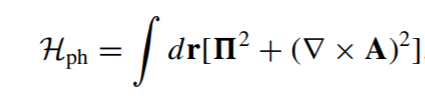 ℋ_ph = ∫ d𝐫[𝚷² + (∇ × 𝐀)²]